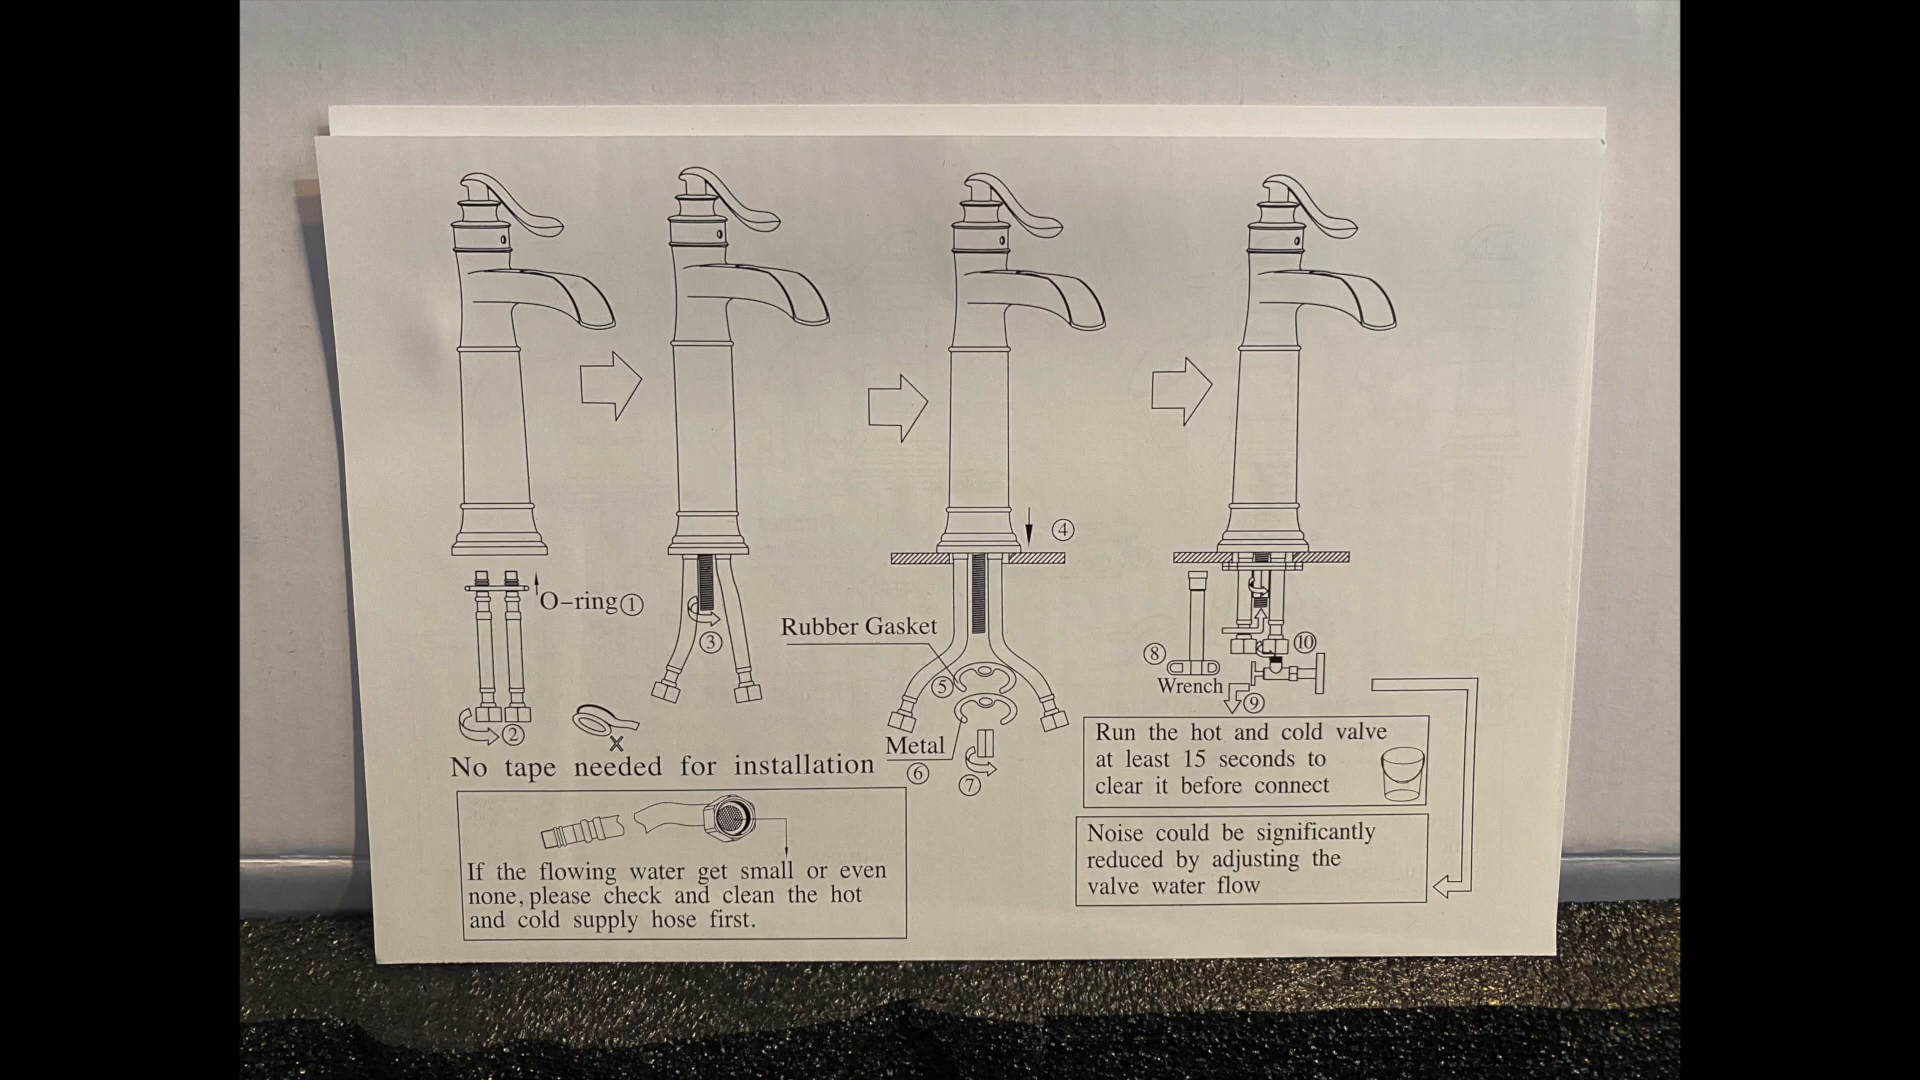 O-ring ①
②
No tape needed for installation
If the flowing water get small or even
none, please check and clean the hot
and cold supply hose first.
③
④
Rubber Gasket
⑤
Metal
⑥
⑦
⑧
Wrench
⑨
⑩
Run the hot and cold valve
at least 15 seconds to
clear it before connect
Noise could be significantly
reduced by adjusting the
valve water flow